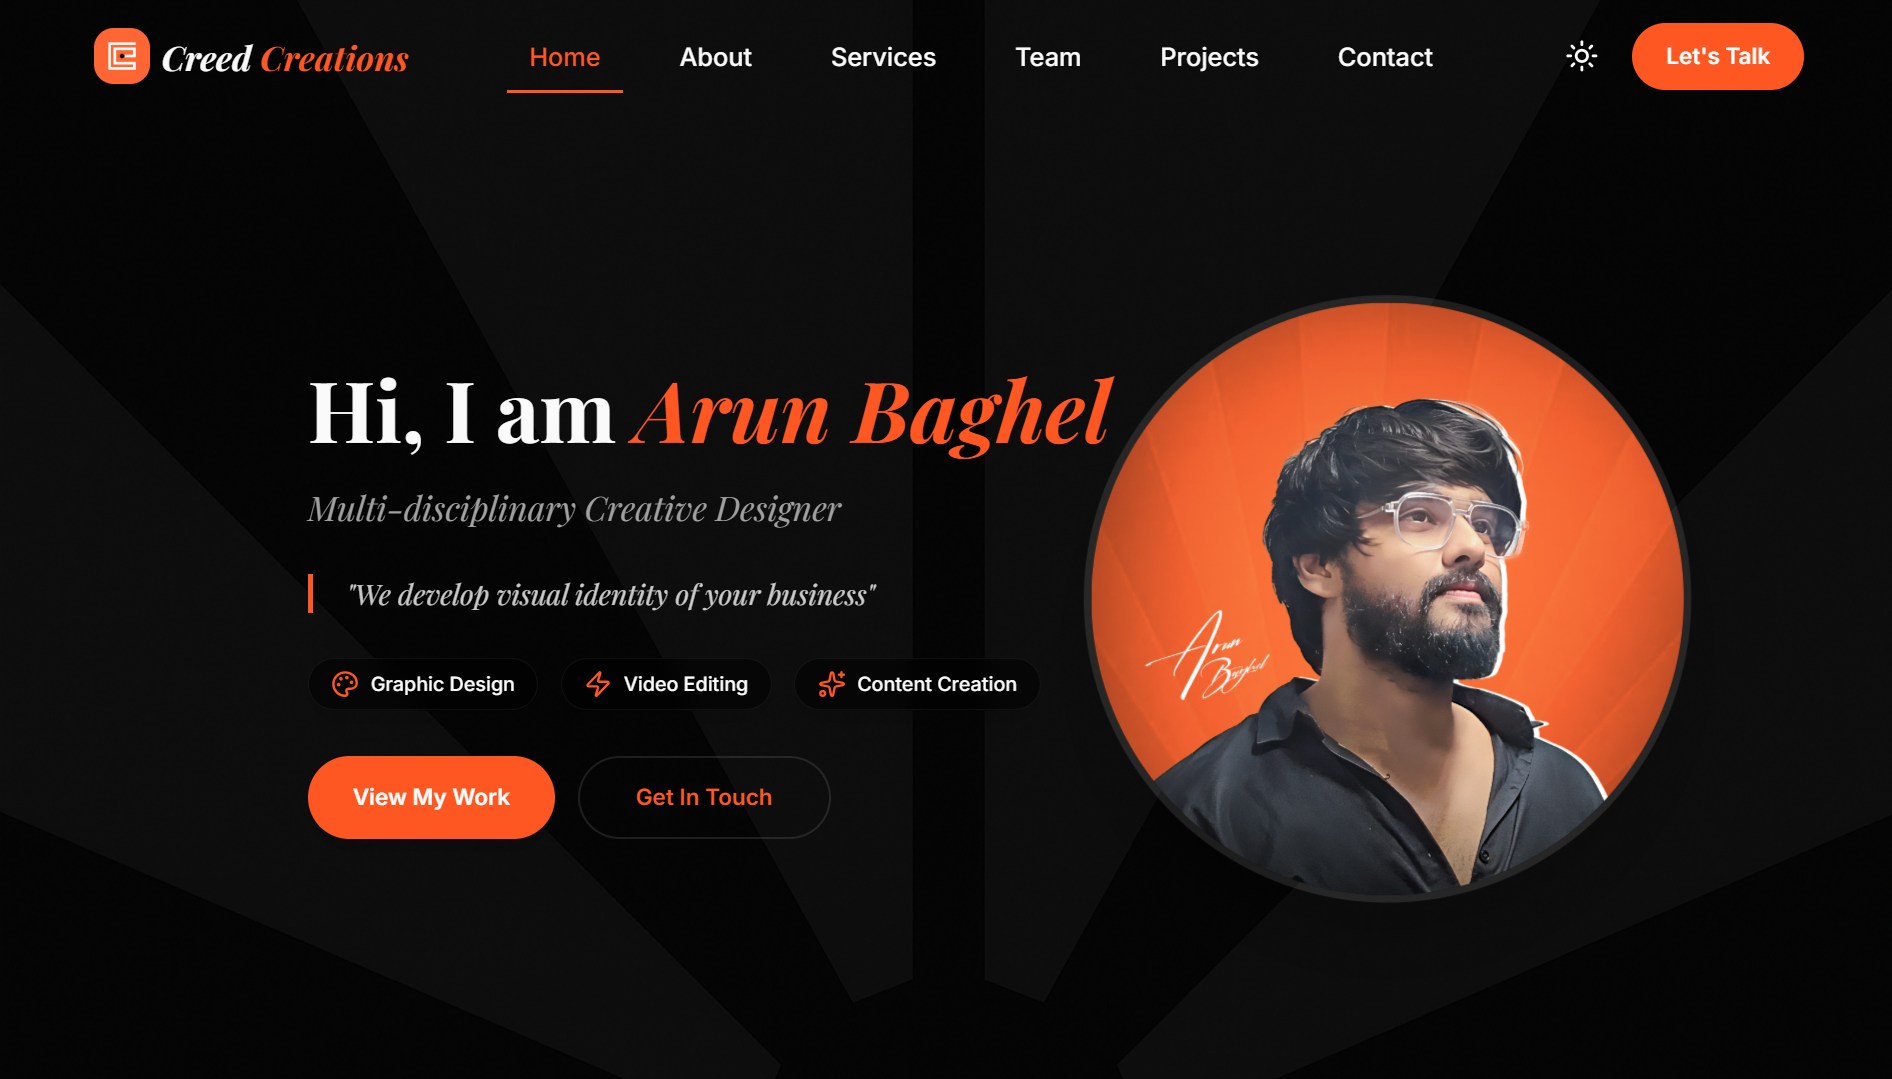 Creed Creations
Home
About
Services
Team
Projects
Contact
Let's Talk
Hi, I am Arun Baghel
Multi-disciplinary Creative Designer
"We develop visual identity of your business"
Graphic Design
Video Editing
Content Creation
View My Work
Get In Touch
Arun
Baghel